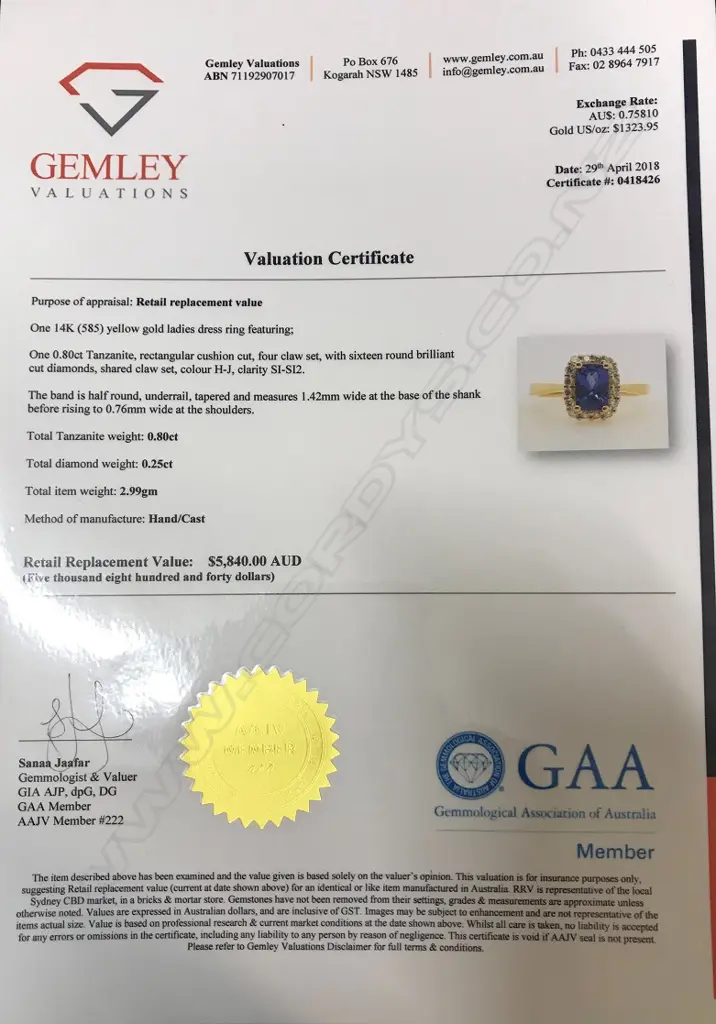 GEMLEY
VALUATIONS
Gemley Valuations
ABN 71192907017
Po Box 676
Kogarah NSW 1485
www.gemley.com.au
info@gemley.com.au
Ph: 0433 444 505
Fax: 02 8964 7917
Exchange Rate:
AU$: 0.75810
Gold US/oz: $1323.95
Date: 29th April 2018
Certificate #: 0418426
Valuation Certificate
Purpose of appraisal: Retail replacement value
One 14K (585) yellow gold ladies dress ring featuring;
One 0.80ct Tanzanite, rectangular cushion cut, four claw set, with sixteen round brilliant
cut diamonds, shared claw set, colour H-J, clarity SI-SI2.
The band is half round, underrail, tapered and measures 1.42mm wide at the base of the shank
before rising to 0.76mm wide at the shoulders.
Total Tanzanite weight: 0.80ct
Total diamond weight: 0.25ct
Total item weight: 2.99gm
Method of manufacture: Hand/Cast
Retail Replacement Value: $5,840.00 AUD
(Five thousand eight hundred and forty dollars)
Sanaa Jaafar
Gemmologist & Valuer
GIA AJP, dpG, DG
GAA Member
AAJV Member #222
GAA
Gemmological Association of Australia
Member
The item described above has been examined and the value given is based solely on the valuer's opinion. This valuation is for insurance purposes only,
suggesting Retail replacement value (current at date shown above) for an identical or like item manufactured in Australia. RRV is representative of the local
Sydney CBD market, in a bricks & mortar store. Gemstones have not been removed from their settings, grades & measurements are approximate unless
otherwise noted. Values are expressed in Australian dollars, and are inclusive of GST. Images may be subject to enhancement and are not representative of the
items actual size. Value is based on professional research & current market conditions at the date shown above. Whilst all care is taken, no liability is accepted
for any errors or omissions in the certificate, including any liability to any person by reason of negligence. This certificate is void if AAJV seal is not present.
Please refer to Gemley Valuations Disclaimer for full terms & conditions.
WWW.CORDYS.CO.NZ